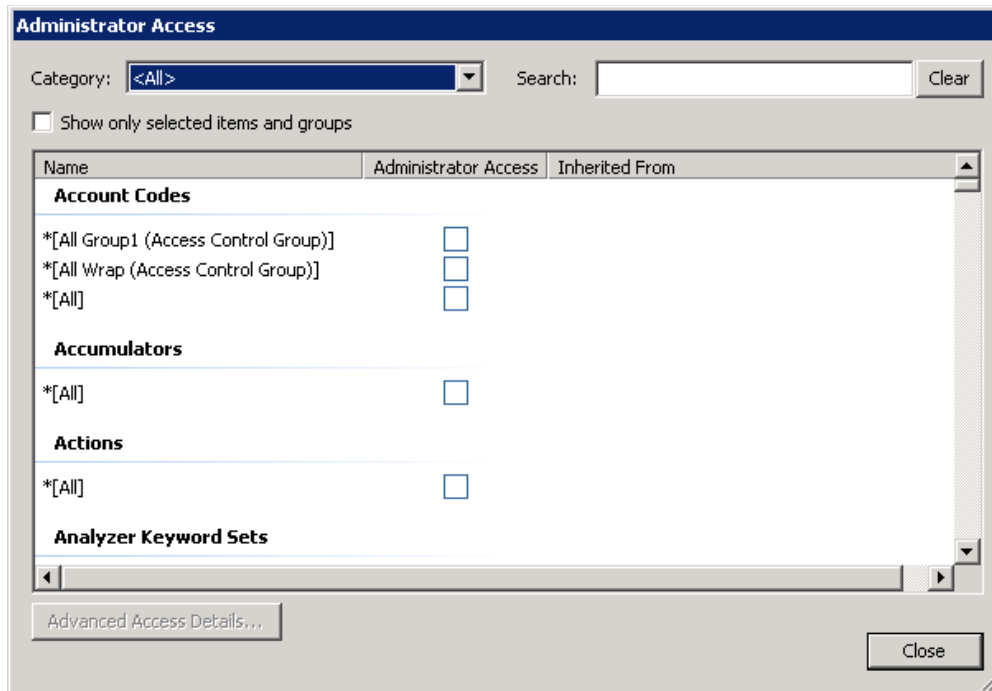 Administrator Access
Category: <All> Search: Clear
Show only selected items and groups
Name Administrator Access Inherited From
Account Codes
*[All Group1 (Access Control Group)]
*[All Wrap (Access Control Group)]
*[All]
Accumulators
*[All]
Actions
*[All]
Analyzer Keyword Sets
Advanced Access Details...
Close